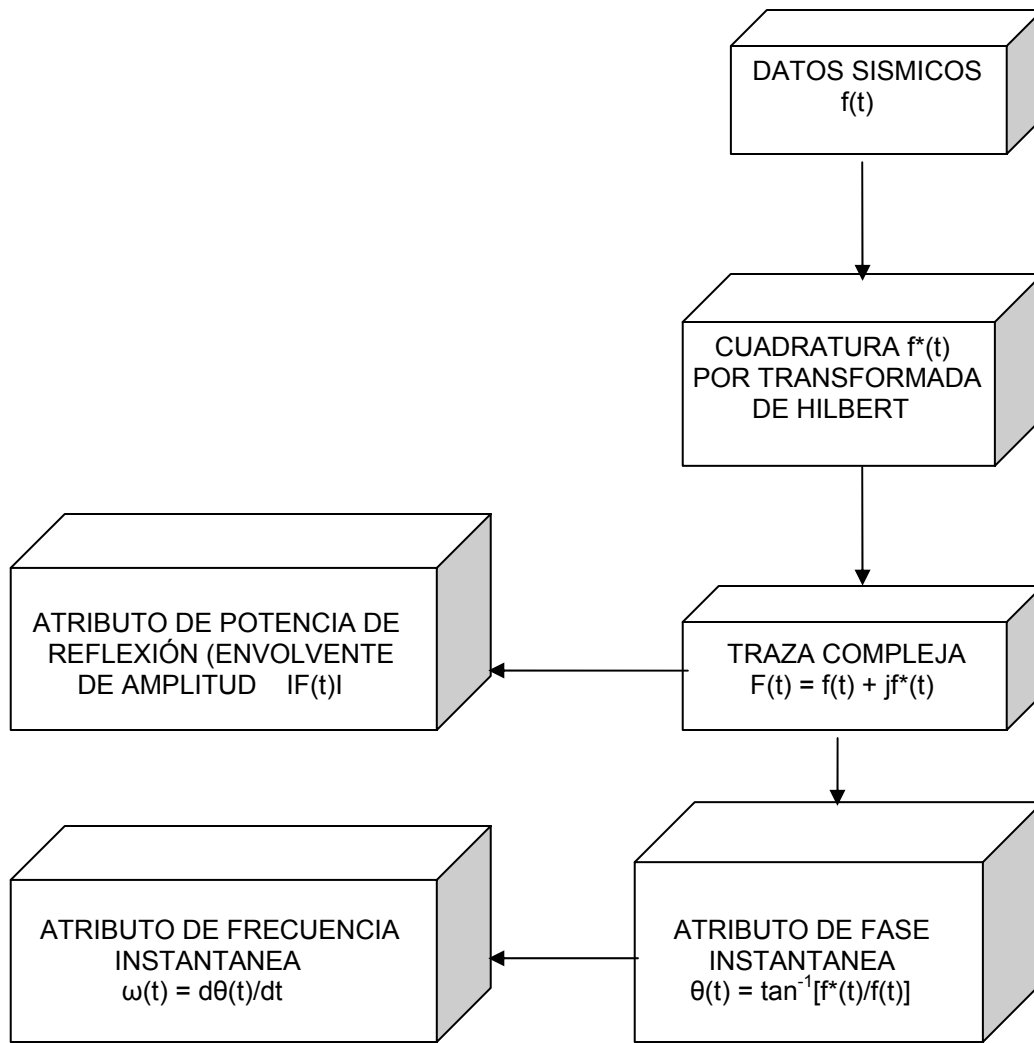 DATOS SISMICOS
f(t)
CUADRATURA f*(t)
POR TRANSFORMADA
DE HILBERT
ATRIBUTO DE POTENCIA DE
REFLEXIÓN (ENVOLVENTE
DE AMPLITUD IF(t)I
TRAZA COMPLEJA
F(t) = f(t) + jf*(t)
ATRIBUTO DE FRECUENCIA
INSTANTANEA
ω(t) = dθ(t)/dt
ATRIBUTO DE FASE
INSTANTANEA
θ(t) = tan⁻¹[f*(t)/f(t)]